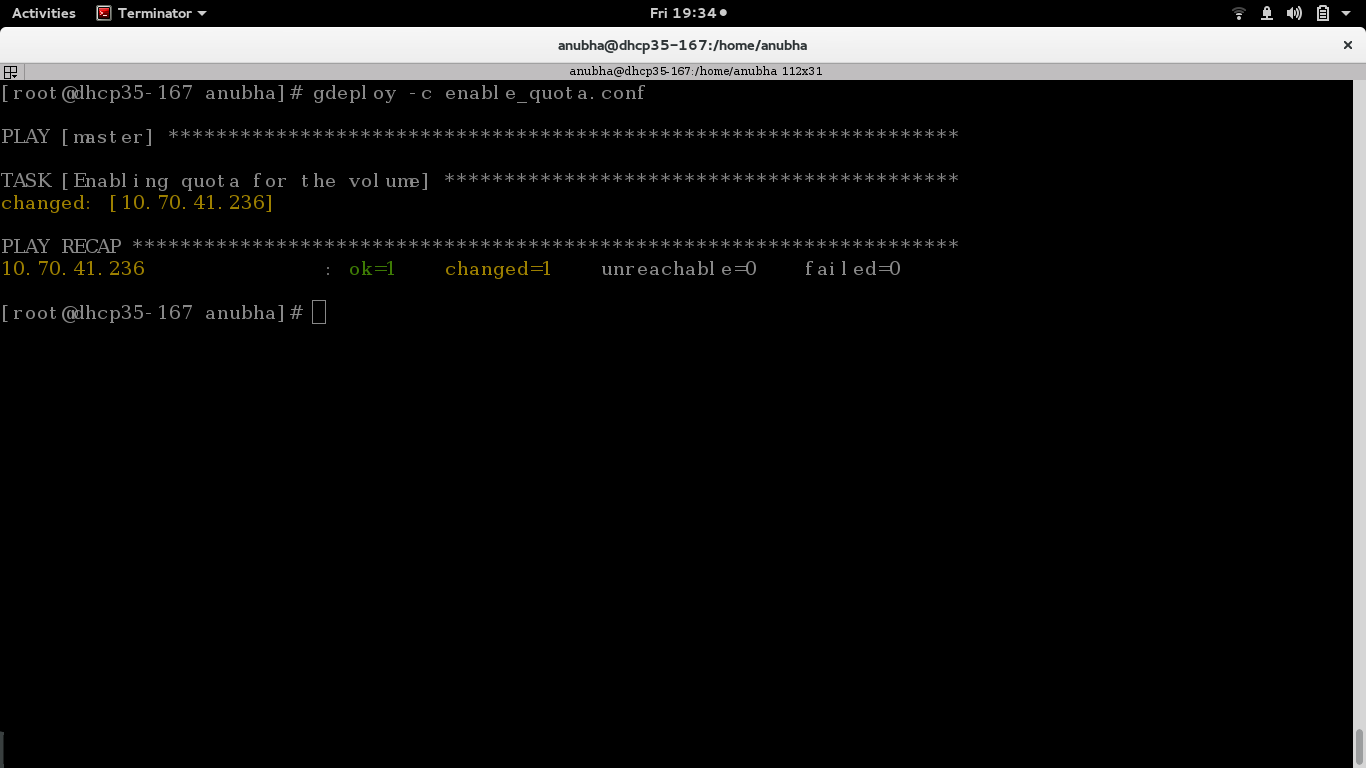 Activities Terminator Fri 19:34
anubha@dhcp35-167:/home/anubha
anubha@dhcp35-167:/home/anubha 112x31
[root@dhcp35-167 anubha]# gdeploy -c enable_quota.conf
PLAY [master] ******************************************************************
TASK [Enabling quota for the volume] *******************************************
changed: [10.70.41.236]
PLAY RECAP *********************************************************************
10.70.41.236 : ok=1 changed=1 unreachable=0 failed=0
[root@dhcp35-167 anubha]#